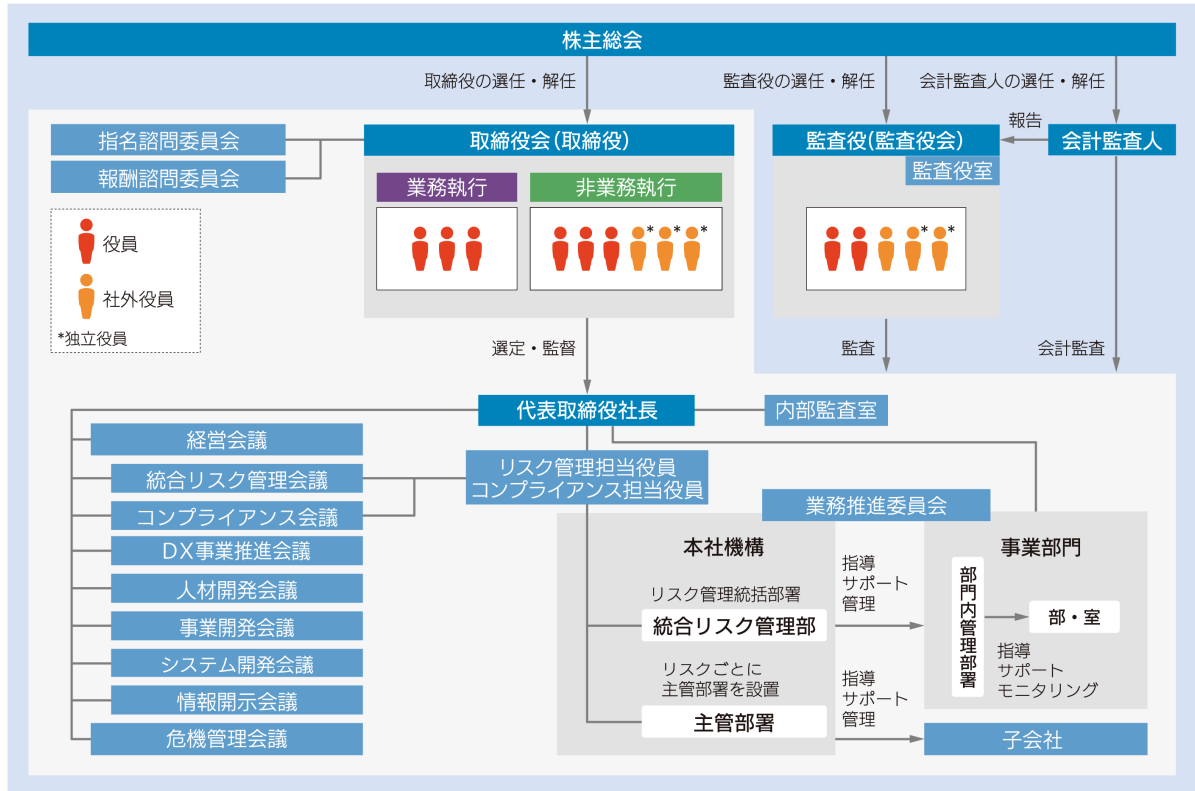 株主総会
取締役の選任・解任
監査役の選任・解任
会計監査人の選任・解任
指名諮問委員会
報酬諮問委員会
取締役会(取締役)
監査役(監査役会)
監査役室
報告
会計監査人
業務執行
非業務執行
* * *
* *
役員
社外役員
*独立役員
選定・監督
監査
会計監査
代表取締役社長
内部監査室
経営会議
統合リスク管理会議
コンプライアンス会議
DX事業推進会議
人材開発会議
事業開発会議
システム開発会議
情報開示会議
危機管理会議
リスク管理担当役員
コンプライアンス担当役員
業務推進委員会
本社機構
リスク管理統括部署
統合リスク管理部
リスクごとに
主管部署を設置
主管部署
指導
サポート
管理
指導
サポート
管理
事業部門
部門内管理部署
部・室
指導
サポート
モニタリング
子会社